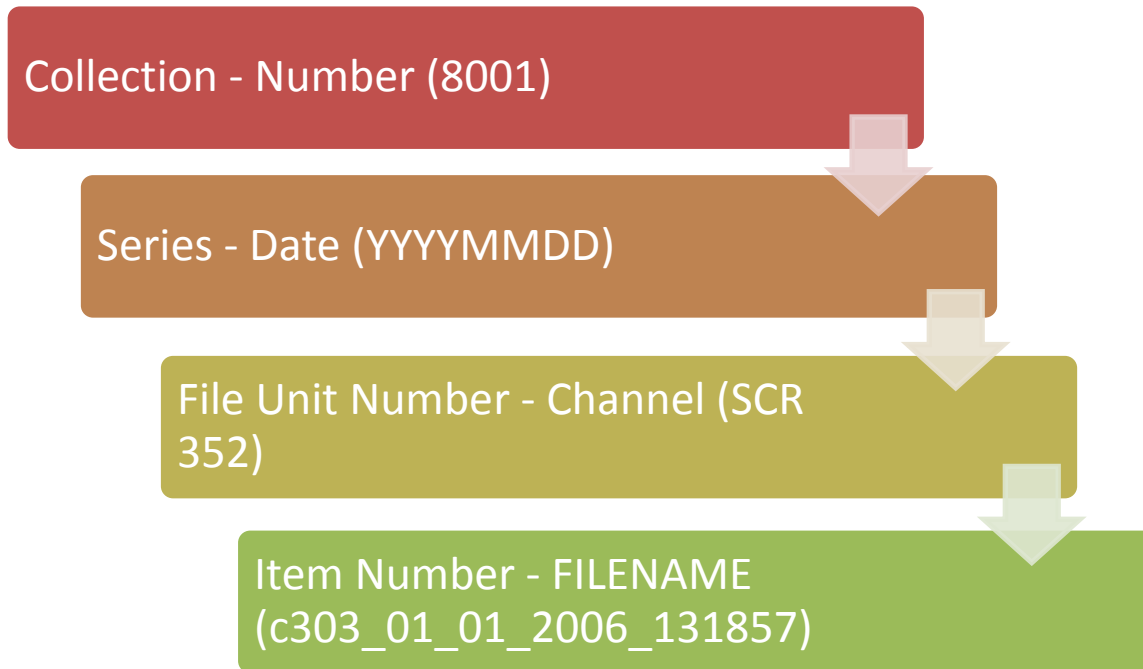 Collection - Number (8001)
Series - Date (YYYYMMDD)
File Unit Number - Channel (SCR
352)
Item Number - FILENAME
(c303_01_01_2006_131857)